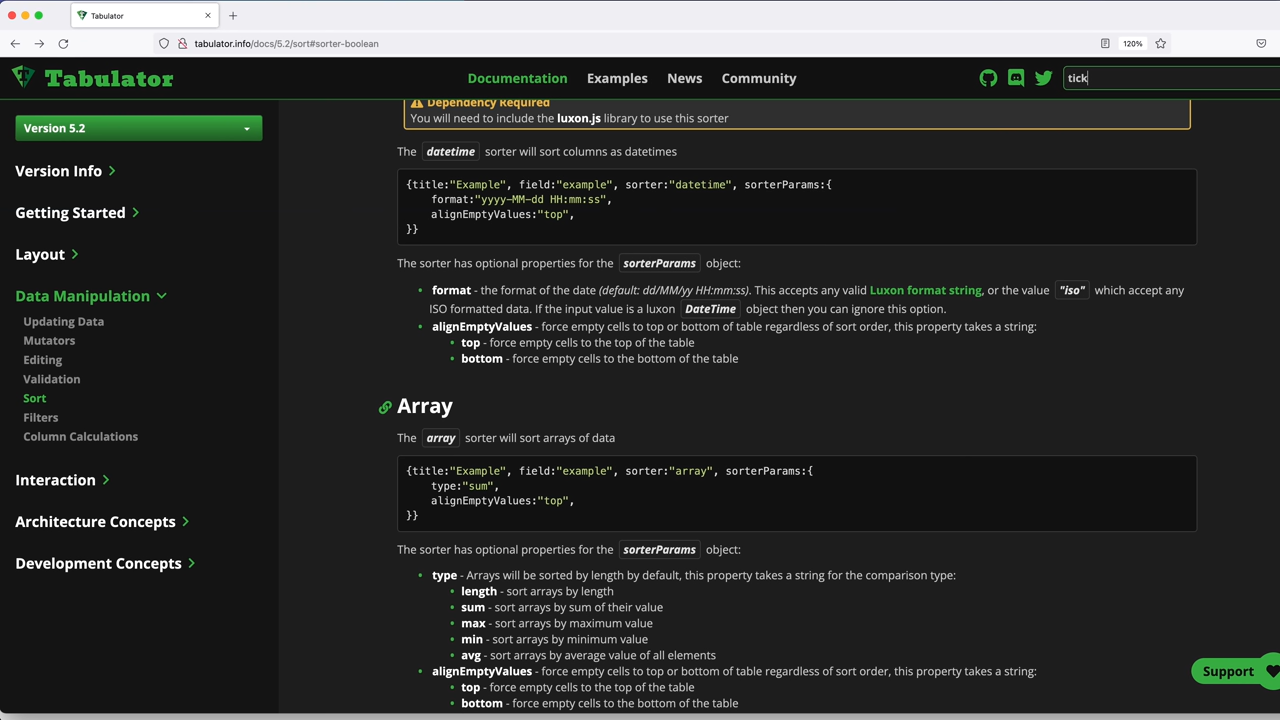 Tabulator
tabulator.info/docs/5.2/sort#sorter-boolean
120%
Tabulator
Documentation
Examples
News
Community
tick
Version 5.2
Version Info
Getting Started
Layout
Data Manipulation
Updating Data
Mutators
Editing
Validation
Sort
Filters
Column Calculations
Interaction
Architecture Concepts
Development Concepts
Dependency Required
You will need to include the luxon.js library to use this sorter
The datetime sorter will sort columns as datetimes
{title:"Example", field:"example", sorter:"datetime", sorterParams:{
format:"yyyy-MM-dd HH:mm:ss",
alignEmptyValues:"top",
}}
The sorter has optional properties for the sorterParams object:
format - the format of the date (default: dd/MM/yy HH:mm:ss). This accepts any valid Luxon format string, or the value "iso" which accept any
ISO formatted data. If the input value is a luxon DateTime object then you can ignore this option.
alignEmptyValues - force empty cells to top or bottom of table regardless of sort order, this property takes a string:
top - force empty cells to the top of the table
bottom - force empty cells to the bottom of the table
Array
The array sorter will sort arrays of data
{title:"Example", field:"example", sorter:"array", sorterParams:{
type:"sum",
alignEmptyValues:"top",
}}
The sorter has optional properties for the sorterParams object:
type - Arrays will be sorted by length by default, this property takes a string for the comparison type:
length - sort arrays by length
sum - sort arrays by sum of their value
max - sort arrays by maximum value
min - sort arrays by minimum value
avg - sort arrays by average value of all elements
alignEmptyValues - force empty cells to top or bottom of table regardless of sort order, this property takes a string:
top - force empty cells to the top of the table
bottom - force empty cells to the bottom of the table
Support